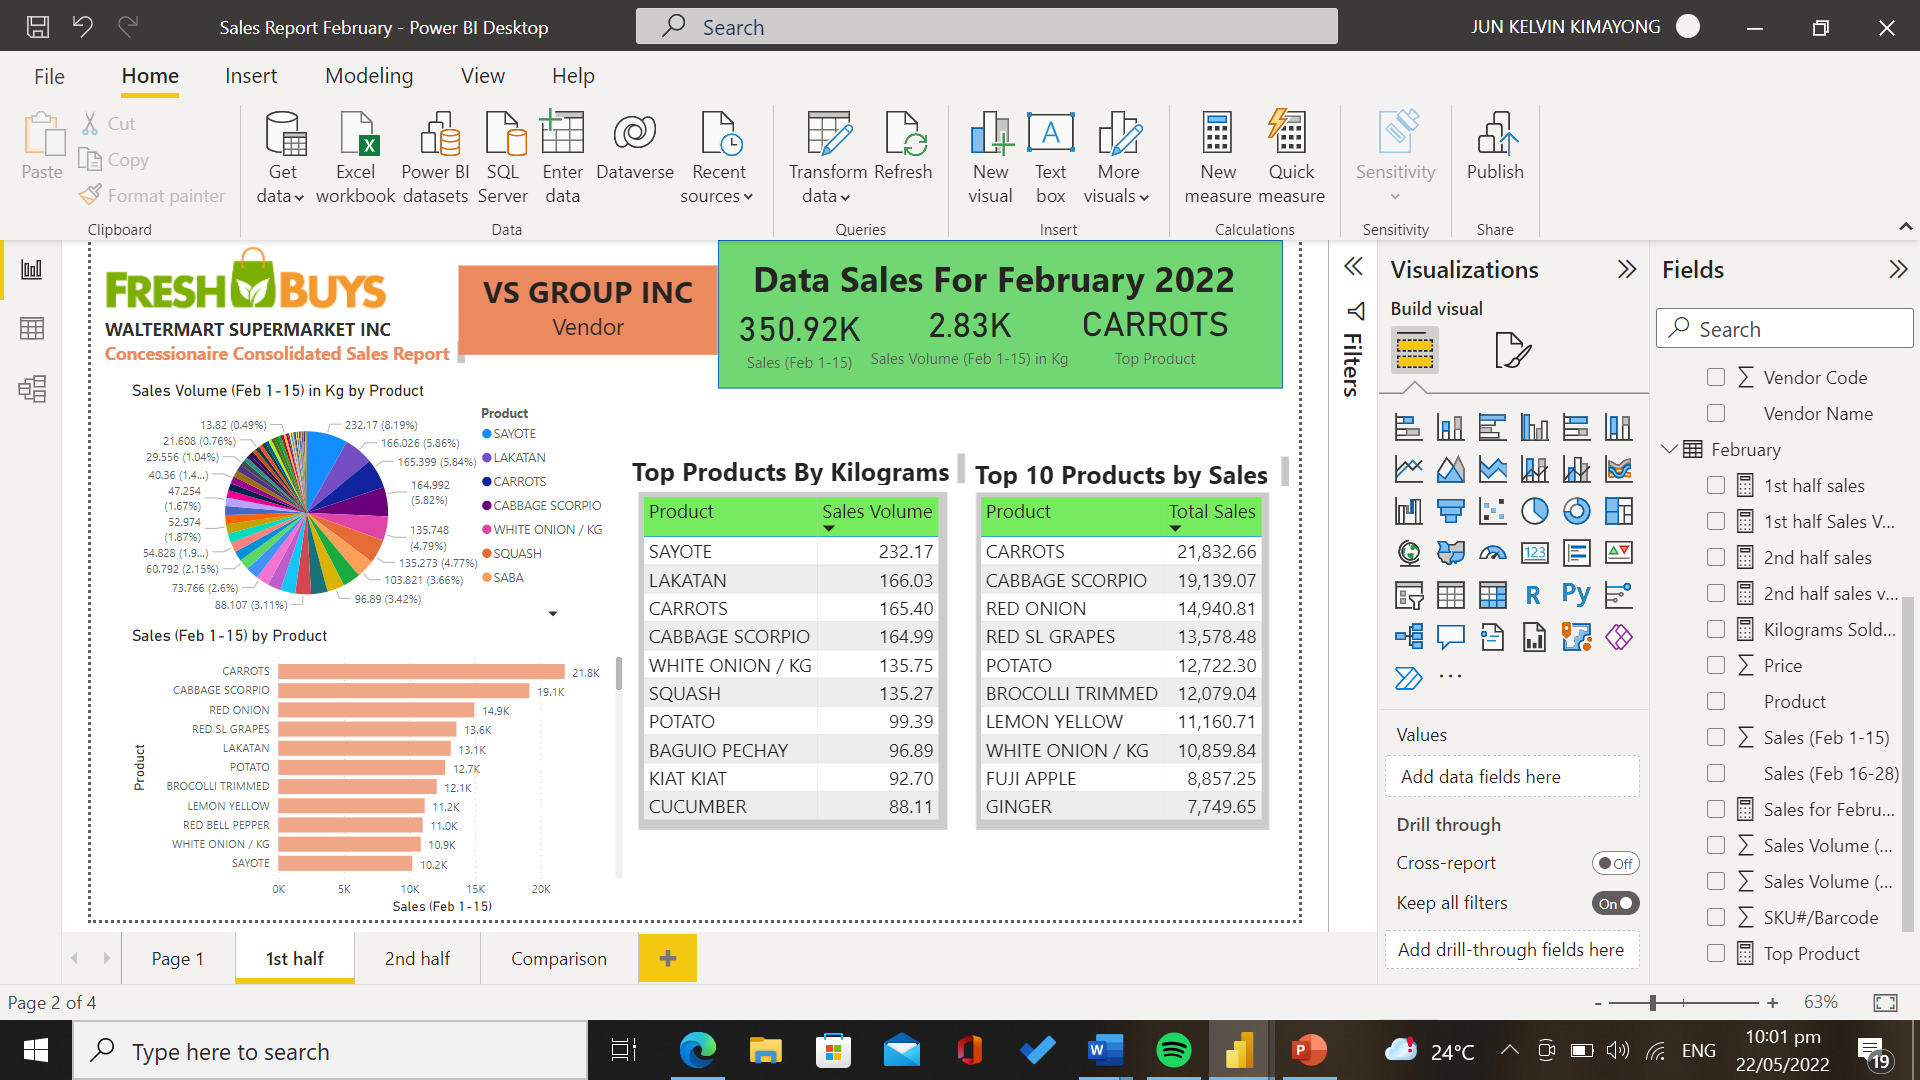 Sales Report February - Power BI Desktop
Search
JUN KELVIN KIMAYONG
File
Home
Insert
Modeling
View
Help
Paste
Cut
Copy
Format painter
Clipboard
Get data
Excel workbook
Power BI datasets
SQL Server
Enter data
Dataverse
Recent sources
Data
Transform data
Refresh
Queries
New visual
Text box
More visuals
Insert
New measure
Quick measure
Calculations
Sensitivity
Sensitivity
Publish
Share
FRESH BUYS
WALTERMART SUPERMARKET INC
Concessionaire Consolidated Sales Report
VS GROUP INC
Vendor
Data Sales For February 2022
350.92K
Sales (Feb 1-15)
2.83K
Sales Volume (Feb 1-15) in Kg
CARROTS
Top Product
Sales Volume (Feb 1-15) in Kg by Product
13.82 (0.49%)
21.608 (0.76%)
29.556 (1.04%)
40.36 (1.4...)
47.254 (1.67%)
52.974 (1.87%)
54.828 (1.9...)
60.792 (2.15%)
73.766 (2.6%)
88.107 (3.11%)
232.17 (8.19%)
166.026 (5.86%)
165.399 (5.84%)
164.992 (5.82%)
135.748 (4.79%)
135.273 (4.77%)
103.821 (3.66%)
96.89 (3.42%)
Product
SAYOTE
LAKATAN
CARROTS
CABBAGE SCORPIO
WHITE ONION / KG
SQUASH
SABA
Sales (Feb 1-15) by Product
Product
CARROTS 21.8K
CABBAGE SCORPIO 19.1K
RED ONION 14.9K
RED SL GRAPES 13.6K
LAKATAN 13.1K
POTATO 12.7K
BROCOLLI TRIMMED 12.1K
LEMON YELLOW 11.2K
RED BELL PEPPER 11.0K
WHITE ONION / KG 10.9K
SAYOTE 10.2K
0K 5K 10K 15K 20K
Sales (Feb 1-15)
Top Products By Kilograms
Product Sales Volume
SAYOTE 232.17
LAKATAN 166.03
CARROTS 165.40
CABBAGE SCORPIO 164.99
WHITE ONION / KG 135.75
SQUASH 135.27
POTATO 99.39
BAGUIO PECHAY 96.89
KIAT KIAT 92.70
CUCUMBER 88.11
Top 10 Products by Sales
Product Total Sales
CARROTS 21,832.66
CABBAGE SCORPIO 19,139.07
RED ONION 14,940.81
RED SL GRAPES 13,578.48
POTATO 12,722.30
BROCOLLI TRIMMED 12,079.04
LEMON YELLOW 11,160.71
WHITE ONION / KG 10,859.84
FUJI APPLE 8,857.25
GINGER 7,749.65
Filters
Visualizations
Build visual
123
R
Py
...
Values
Add data fields here
Drill through
Cross-report
Off
Keep all filters
On
Add drill-through fields here
Fields
Search
Vendor Code
Vendor Name
February
1st half sales
1st half Sales V...
2nd half sales
2nd half sales v...
Kilograms Sold...
Price
Product
Sales (Feb 1-15)
Sales (Feb 16-28)
Sales for Febru...
Sales Volume (...
Sales Volume (...
SKU#/Barcode
Top Product
Page 1
1st half
2nd half
Comparison
+
Page 2 of 4
- + 63%
Type here to search
24°C
ENG
10:01 pm
22/05/2022
19